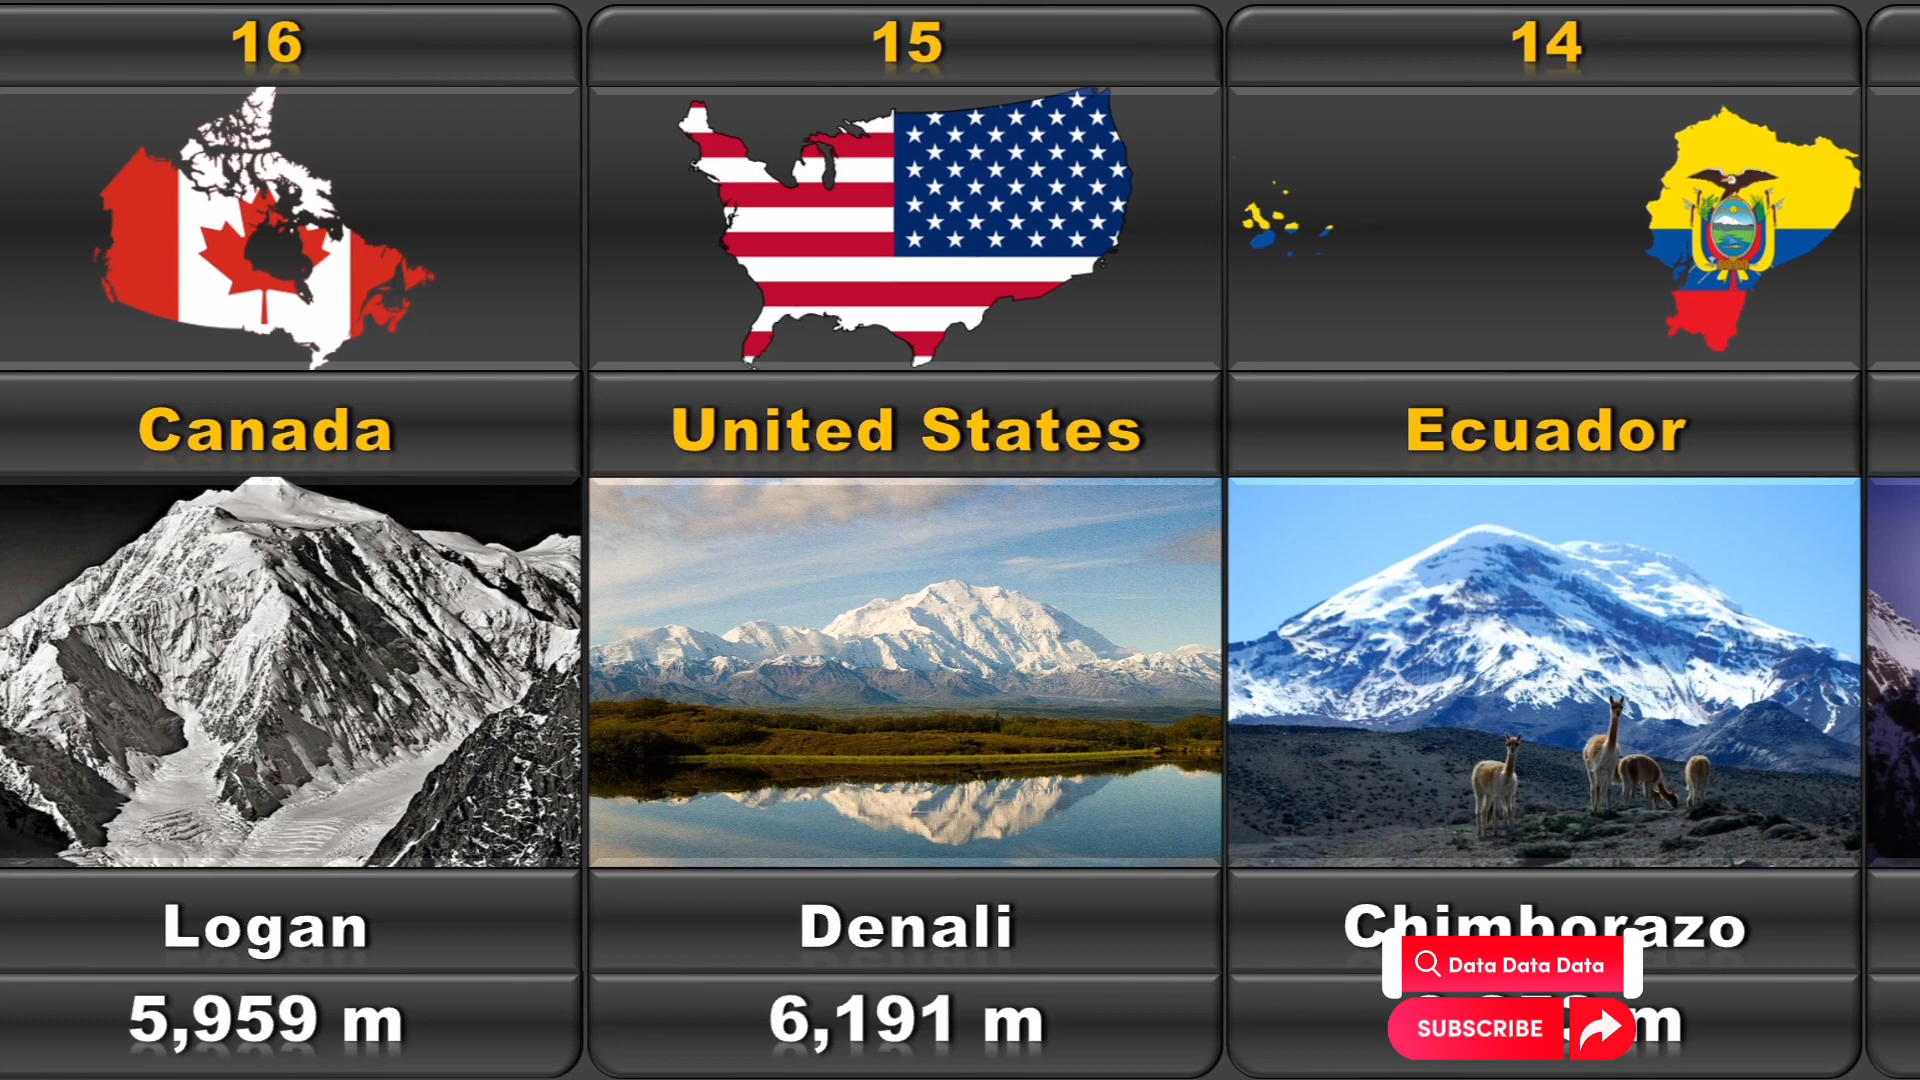 16
15
14
Canada
United States
Ecuador
Logan
Denali
Chimborazo
Data Data Data
5,959 m
6,191 m
m
SUBSCRIBE